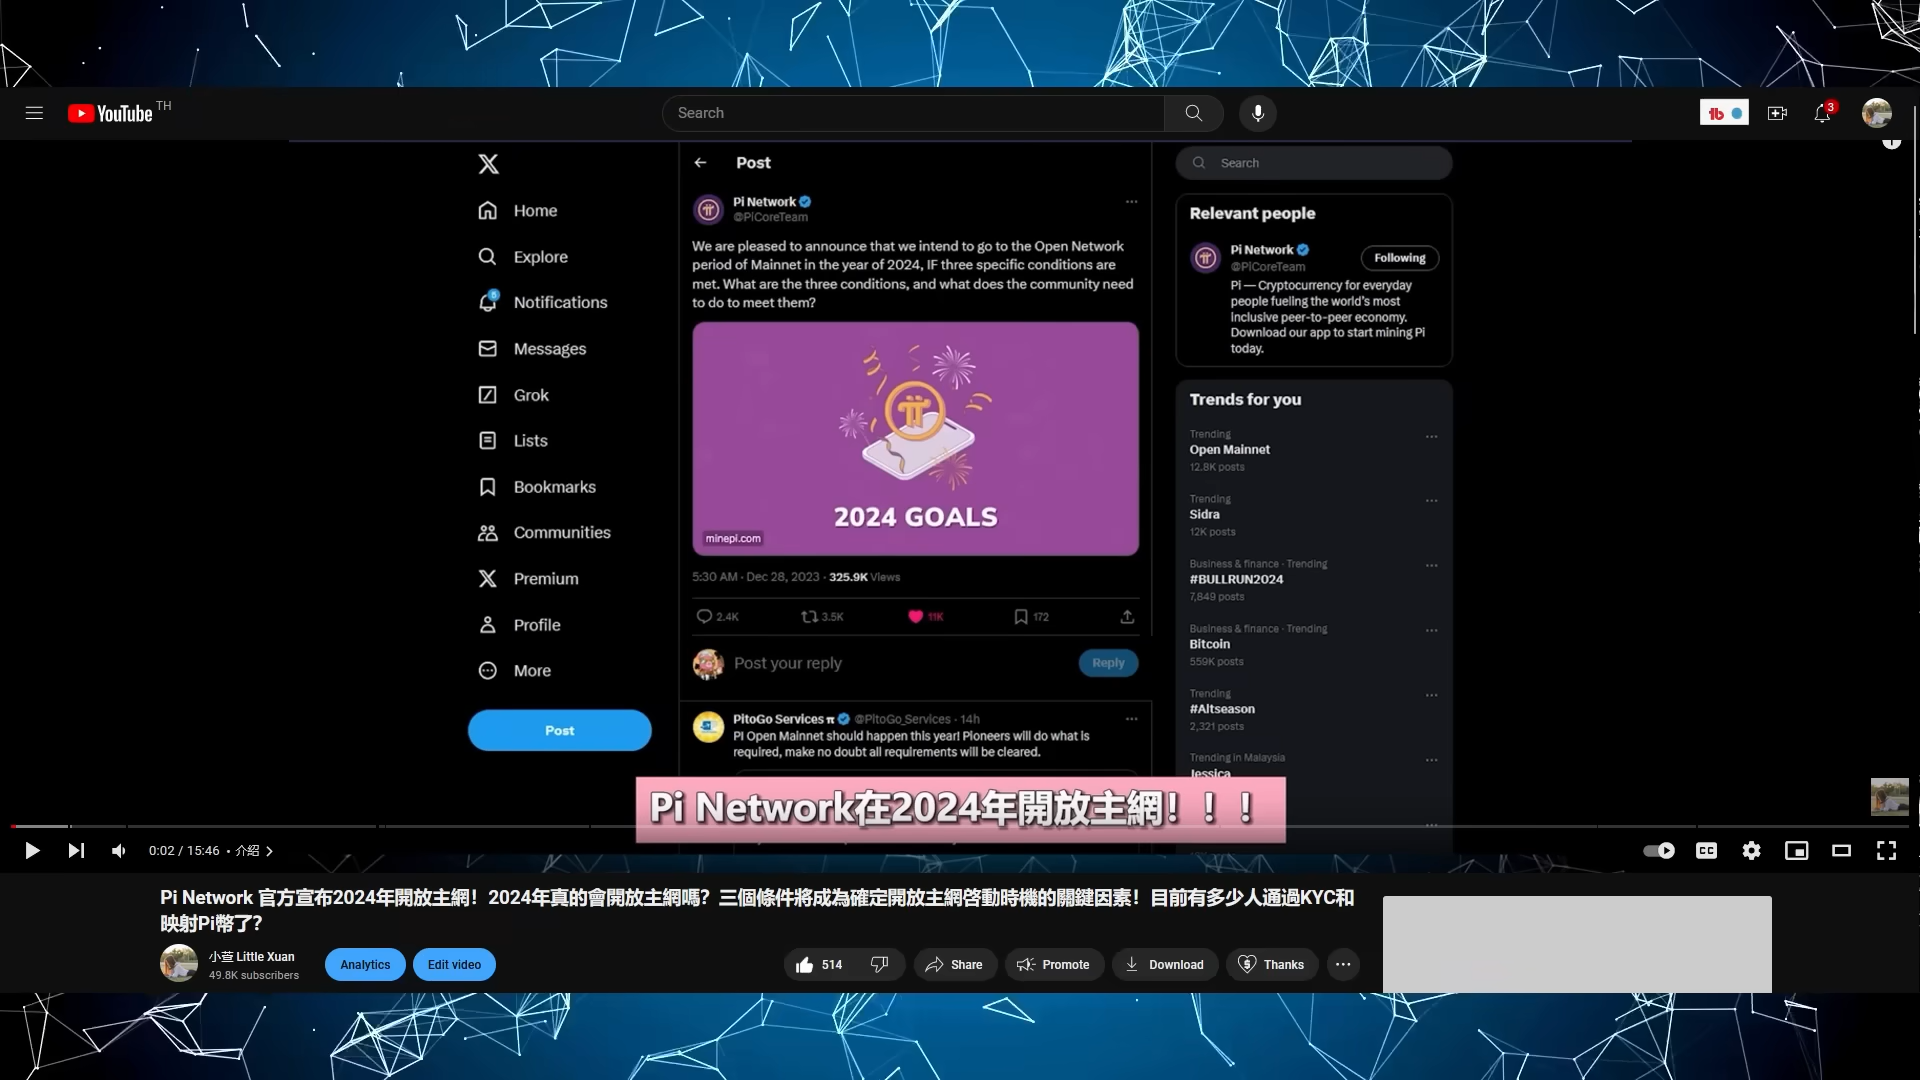 YouTube TH
Search
3
Home
Explore
Notifications
Messages
Grok
Lists
Bookmarks
Communities
Premium
Profile
More
Post
Post
Pi Network
@PiCoreTeam
We are pleased to announce that we intend to go to the Open Network
period of Mainnet in the year of 2024, IF three specific conditions are
met. What are the three conditions, and what does the community need
to do to meet them?
2024 GOALS
minepi.com
5:30 AM · Dec 28, 2023 · 325.9K Views
2.4K 3.5K 11K 172
Post your reply
Reply
PitoGo Services π @PitoGo_Services · 14h
PI Open Mainnet should happen this year! Pioneers will do what is
required, make no doubt all requirements will be cleared.
Search
Relevant people
Pi Network
@PiCoreTeam
Following
Pi — Cryptocurrency for everyday
people fueling the world's most
inclusive peer-to-peer economy.
Download our app to start mining Pi
today.
Trends for you
Trending
Open Mainnet
12.8K posts
Trending
Sidra
12K posts
Business & finance · Trending
#BULLRUN2024
7,849 posts
Business & finance · Trending
Bitcoin
559K posts
Trending
#Altseason
2,321 posts
Trending in Malaysia
Jessica
Pi Network在2024年開放主網！！！
0:02 / 15:46 • 介紹
CC
Pi Network 官方宣布2024年開放主網！2024年真的會開放主網嗎？三個條件將成為確定開放主網啓動時機的關鍵因素！目前有多少人通過KYC和
映射Pi幣了？
小萱 Little Xuan
49.8K subscribers
Analytics
Edit video
514
Share
Promote
Download
Thanks